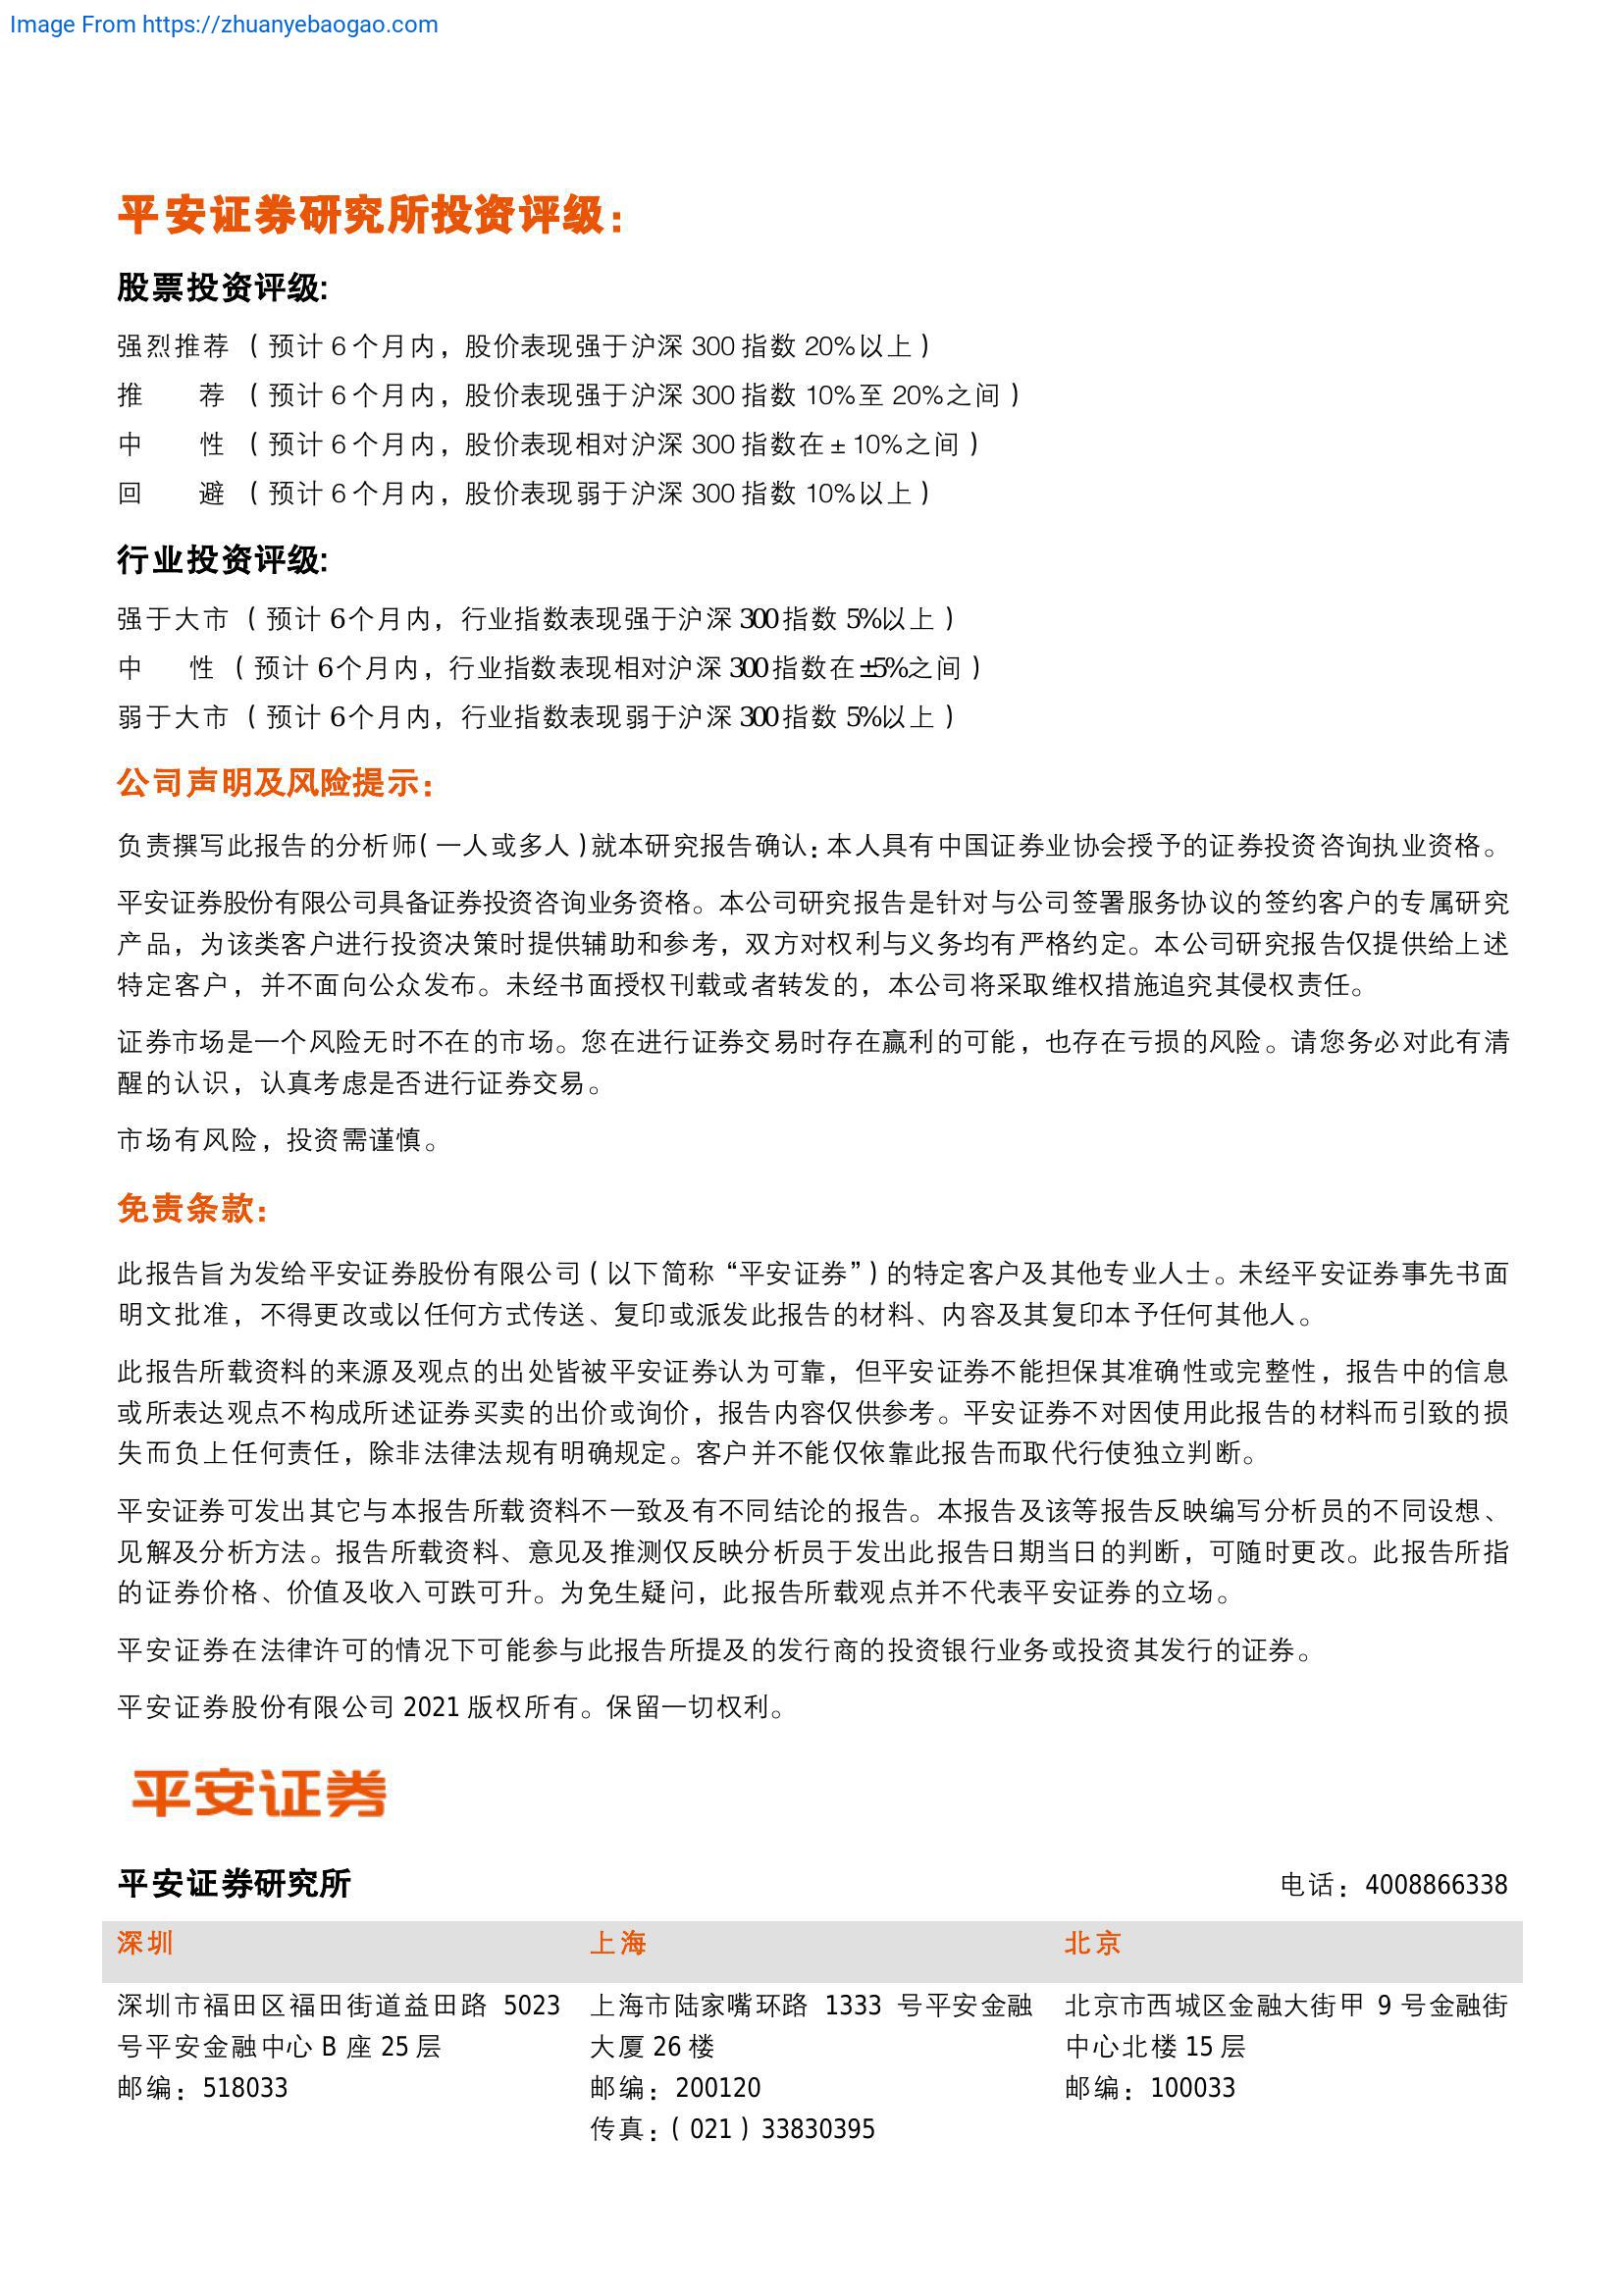 Image From https://zhuanyebaogao.com
平安证券研究所投资评级：
股票投资评级:
强烈推荐 （预计 6 个月内，股价表现强于沪深 300 指数 20%以上）
推　　荐 （预计 6 个月内，股价表现强于沪深 300 指数 10%至 20%之间）
中　　性 （预计 6 个月内，股价表现相对沪深 300 指数在 ± 10%之间）
回　　避 （预计 6 个月内，股价表现弱于沪深 300 指数 10%以上）
行业投资评级:
强于大市 （预计 6个月内，行业指数表现强于沪深 300 指数 5%以上）
中　　性 （预计 6个月内，行业指数表现相对沪深 300 指数在 ±5%之间）
弱于大市 （预计 6个月内，行业指数表现弱于沪深 300 指数 5%以上）
公司声明及风险提示：
负责撰写此报告的分析师(一人或多人)就本研究报告确认：本人具有中国证券业协会授予的证券投资咨询执业资格。
平安证券股份有限公司具备证券投资咨询业务资格。本公司研究报告是针对与公司签署服务协议的签约客户的专属研究
产品，为该类客户进行投资决策时提供辅助和参考，双方对权利与义务均有严格约定。本公司研究报告仅提供给上述
特定客户，并不面向公众发布。未经书面授权刊载或者转发的，本公司将采取维权措施追究其侵权责任。
证券市场是一个风险无时不在的市场。您在进行证券交易时存在赢利的可能，也存在亏损的风险。请您务必对此有清
醒的认识，认真考虑是否进行证券交易。
市场有风险，投资需谨慎。
免责条款：
此报告旨为发给平安证券股份有限公司（以下简称“平安证券”）的特定客户及其他专业人士。未经平安证券事先书面
明文批准，不得更改或以任何方式传送、复印或派发此报告的材料、内容及其复印本予任何其他人。
此报告所载资料的来源及观点的出处皆被平安证券认为可靠，但平安证券不能担保其准确性或完整性，报告中的信息
或所表达观点不构成所述证券买卖的出价或询价，报告内容仅供参考。平安证券不对因使用此报告的材料而引致的损
失而负上任何责任，除非法律法规有明确规定。客户并不能仅依靠此报告而取代行使独立判断。
平安证券可发出其它与本报告所载资料不一致及有不同结论的报告。本报告及该等报告反映编写分析员的不同设想、
见解及分析方法。报告所载资料、意见及推测仅反映分析员于发出此报告日期当日的判断，可随时更改。此报告所指
的证券价格、价值及收入可跌可升。为免生疑问，此报告所载观点并不代表平安证券的立场。
平安证券在法律许可的情况下可能参与此报告所提及的发行商的投资银行业务或投资其发行的证券。
平安证券股份有限公司 2021 版权所有。保留一切权利。
平安证券
平安证券研究所 电话：4008866338
深圳 上海 北京
深圳市福田区福田街道益田路 5023
号平安金融中心 B 座 25 层
邮编：518033
上海市陆家嘴环路 1333 号平安金融
大厦 26 楼
邮编：200120
传真：（021）33830395
北京市西城区金融大街甲 9 号金融街
中心北楼 15 层
邮编：100033